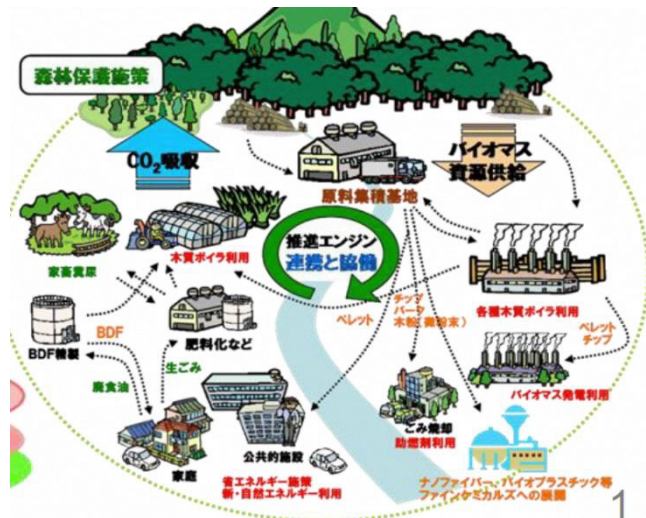 森林保護施策
CO₂吸収
バイオマス
資源供給
原料集積基地
木質ボイラ利用
推進エンジン
連携と協働
家畜糞尿
各種木質ボイラ利用
ペレット
チップ
バーク
木粉(微粉末)
ペレット
チップ
BDF
BDF精製
肥料化など
廃食油
生ごみ
バイオマス発電利用
ごみ焼却
助燃剤利用
家庭
公共的施設
省エネルギー施策
新・自然エネルギー利用
ナノファイバー、バイオプラスチック等
ファインケミカルズへの展開
1